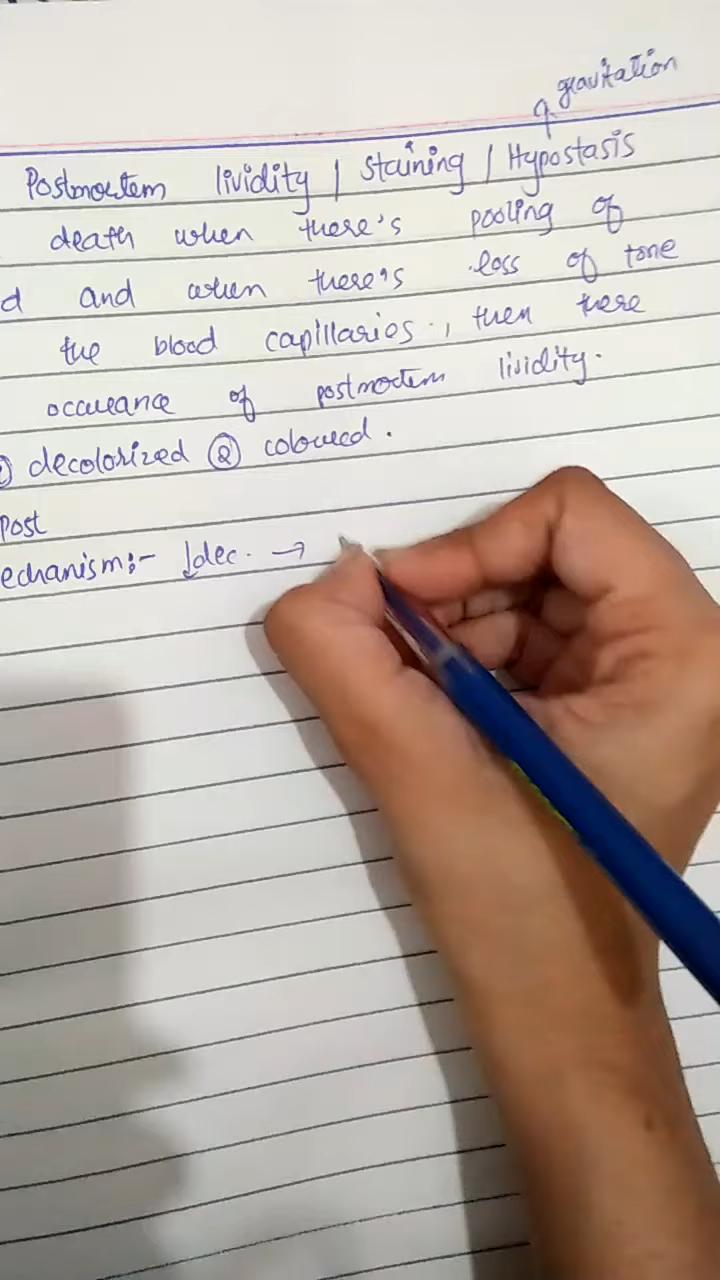 gravitation
Postmortem lividity / Staining / Hypostasis
death when there's pooling of
d and when there's loss of tone
the blood capillaries, then there
occurance of postmortem lividity.
decolorized ② coloured.
Post
echanism:- ↓dec. →